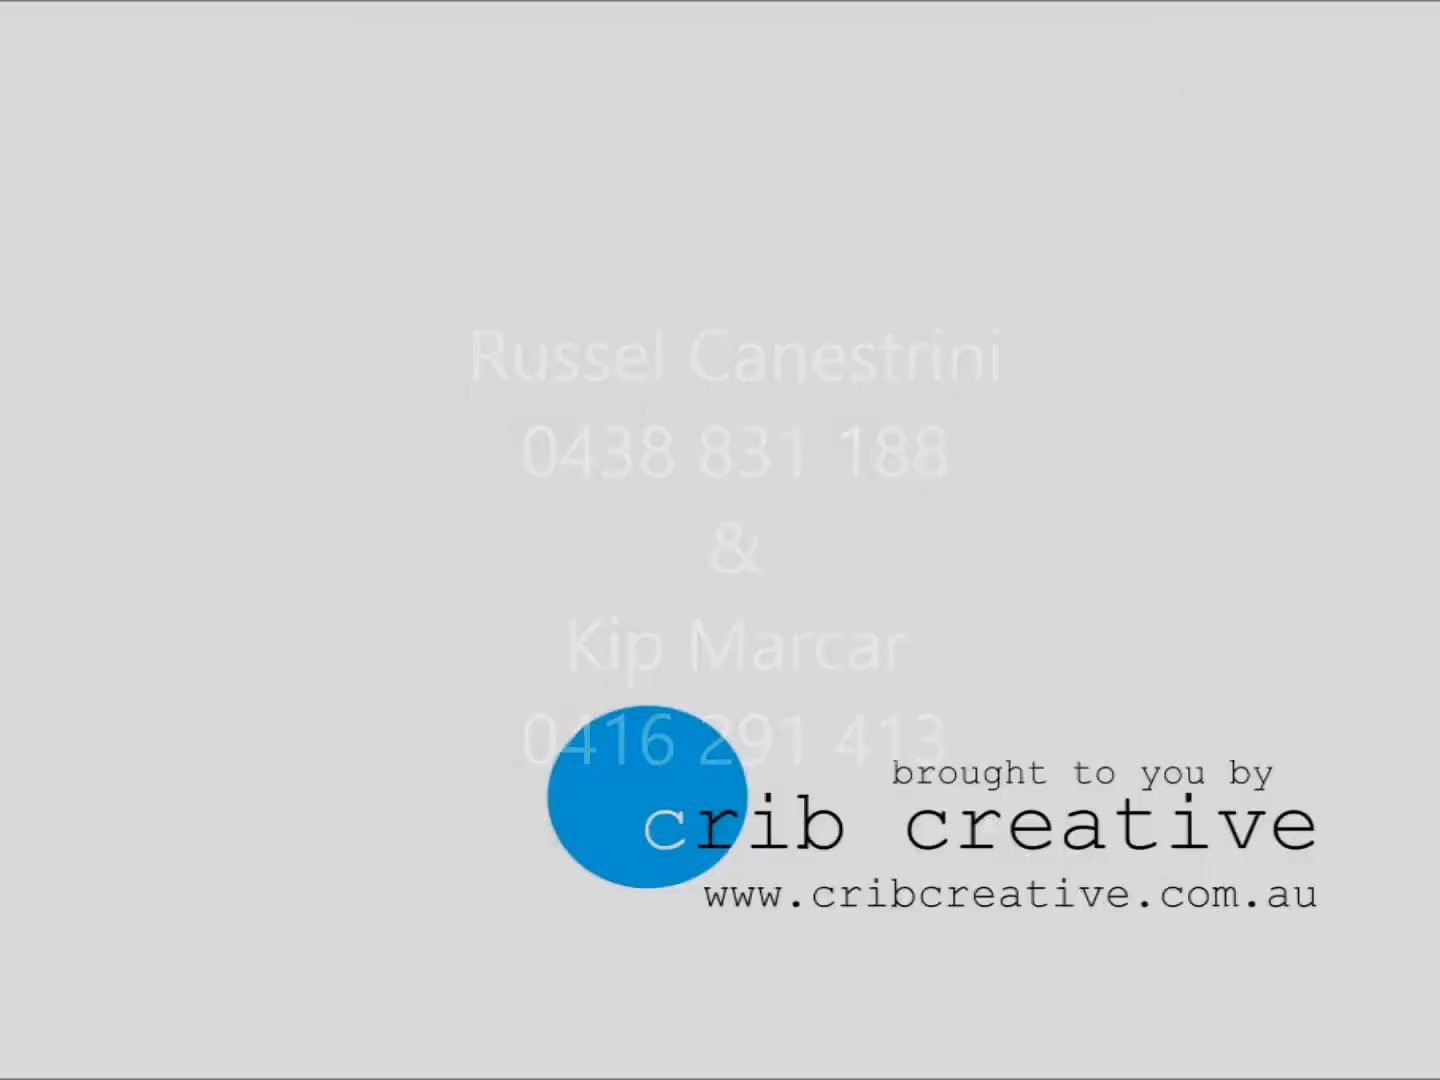 Russel Canestrini
0438 831 188
&
Kip Marcar
0416 291 413
brought to you by
crib creative
www.cribcreative.com.au